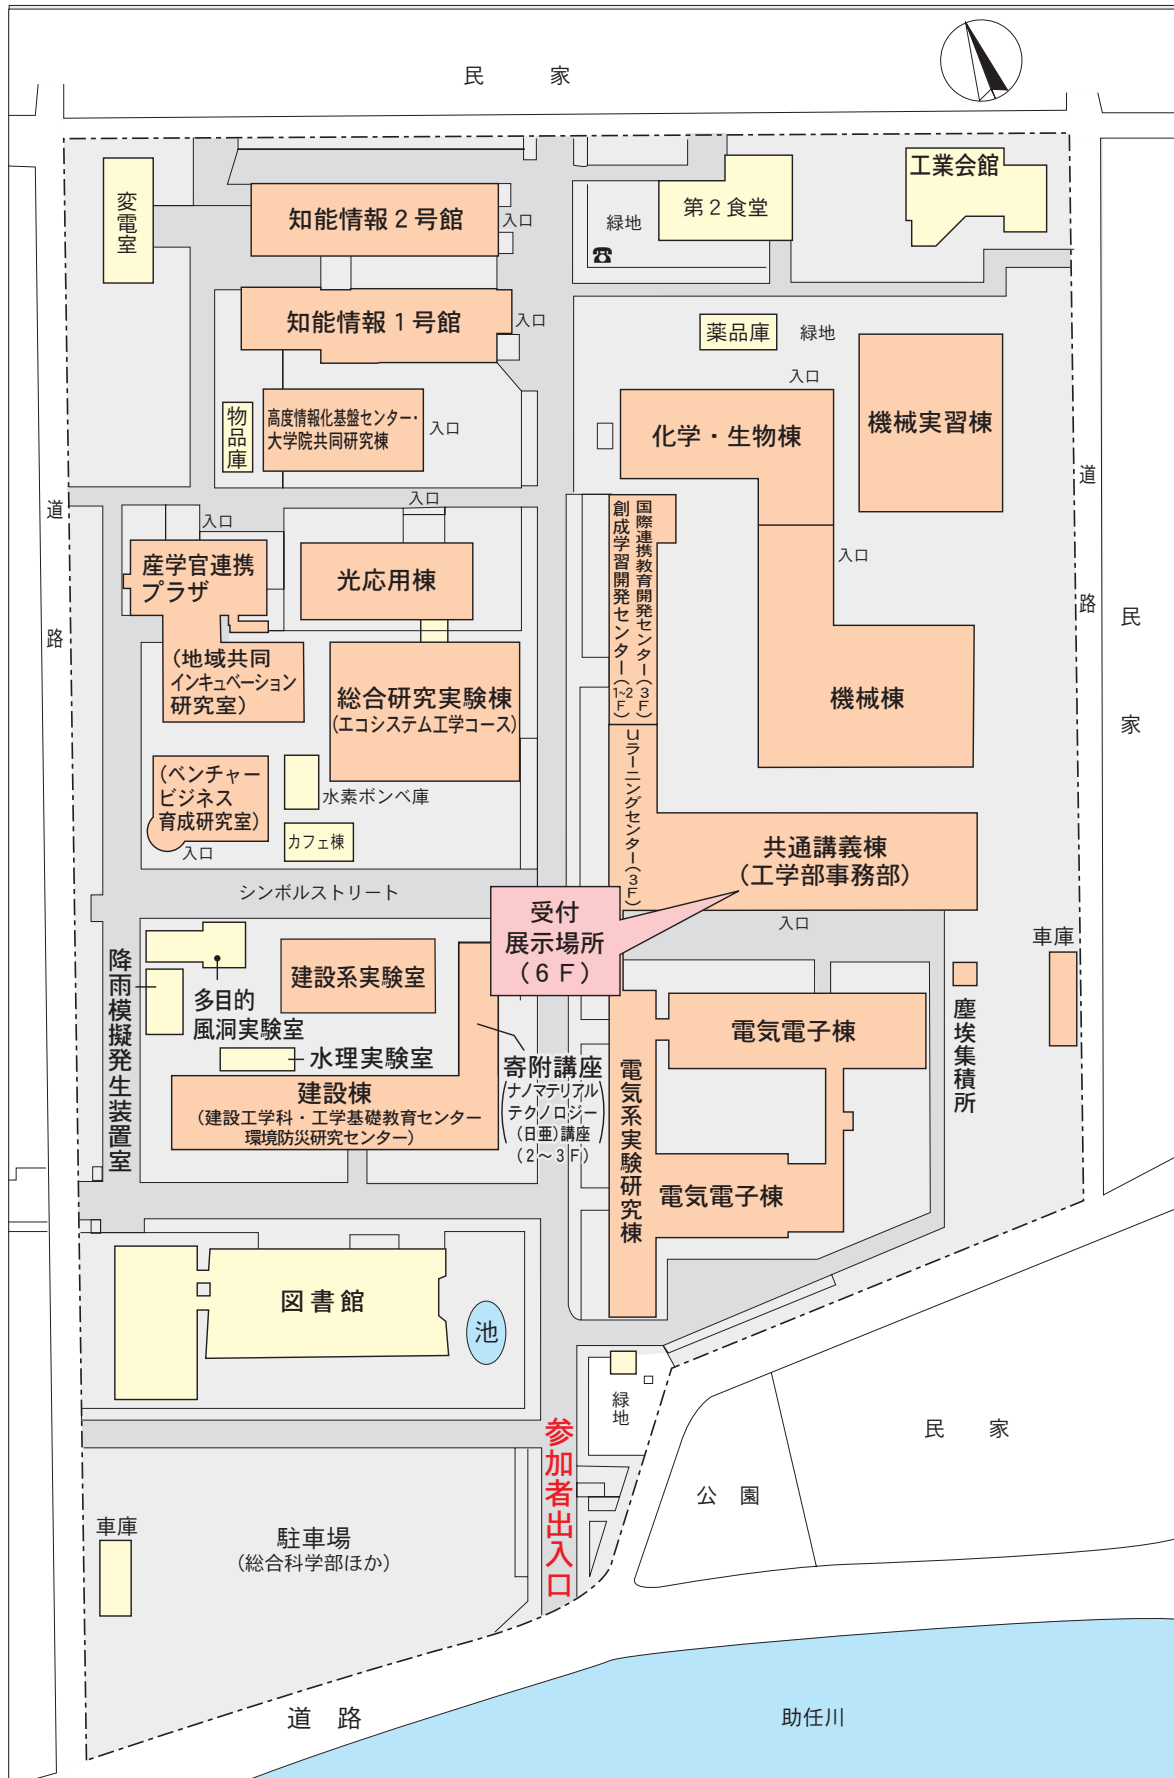 民　家
工業会館
変電室
知能情報２号館
入口
緑地
第２食堂
知能情報１号館
入口
薬品庫
緑地
入口
機械実習棟
物品庫
高度情報化基盤センター・
大学院共同研究棟
入口
化学・生物棟
道路
道路
入口
入口
産学官連携
プラザ
光応用棟
創成学習開発センター（1~2F）
国際連携教育開発センター（3F）
入口
民家
（地域共同
インキュベーション
研究室）
総合研究実験棟
（エコシステム工学コース）
機械棟
（ベンチャー
ビジネス
育成研究室）
入口
水素ボンベ庫
カフェ棟
Uラーニングセンター（3F）
共通講義棟
（工学部事務部）
シンボルストリート
受付
展示場所
（６Ｆ）
入口
車庫
降雨模擬発生装置室
多目的
風洞実験室
建設系実験室
水理実験室
電気電子棟
塵埃集積所
寄附講座
（ナノマテリアル
テクノロジー
（日亜）講座
（２～３Ｆ）
建設棟
（建設工学科・工学基礎教育センター
環境防災研究センター）
電気系実験研究棟
電気電子棟
図書館
池
緑地
参加者出入口
民　家
公　園
車庫
駐車場
（総合科学部ほか）
道　路
助任川